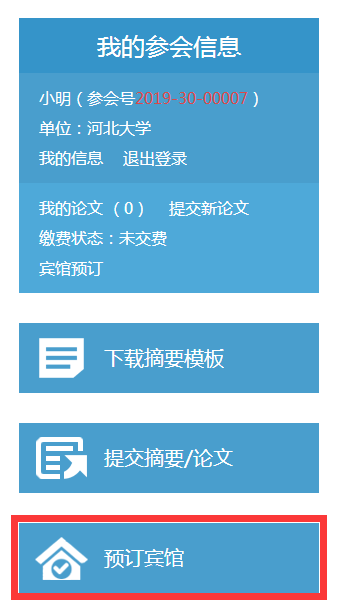 我的参会信息
小明（参会号2019-30-00007）
单位：河北大学
我的信息 退出登录
我的论文（0） 提交新论文
缴费状态：未交费
宾馆预订
下载摘要模板
提交摘要/论文
预订宾馆